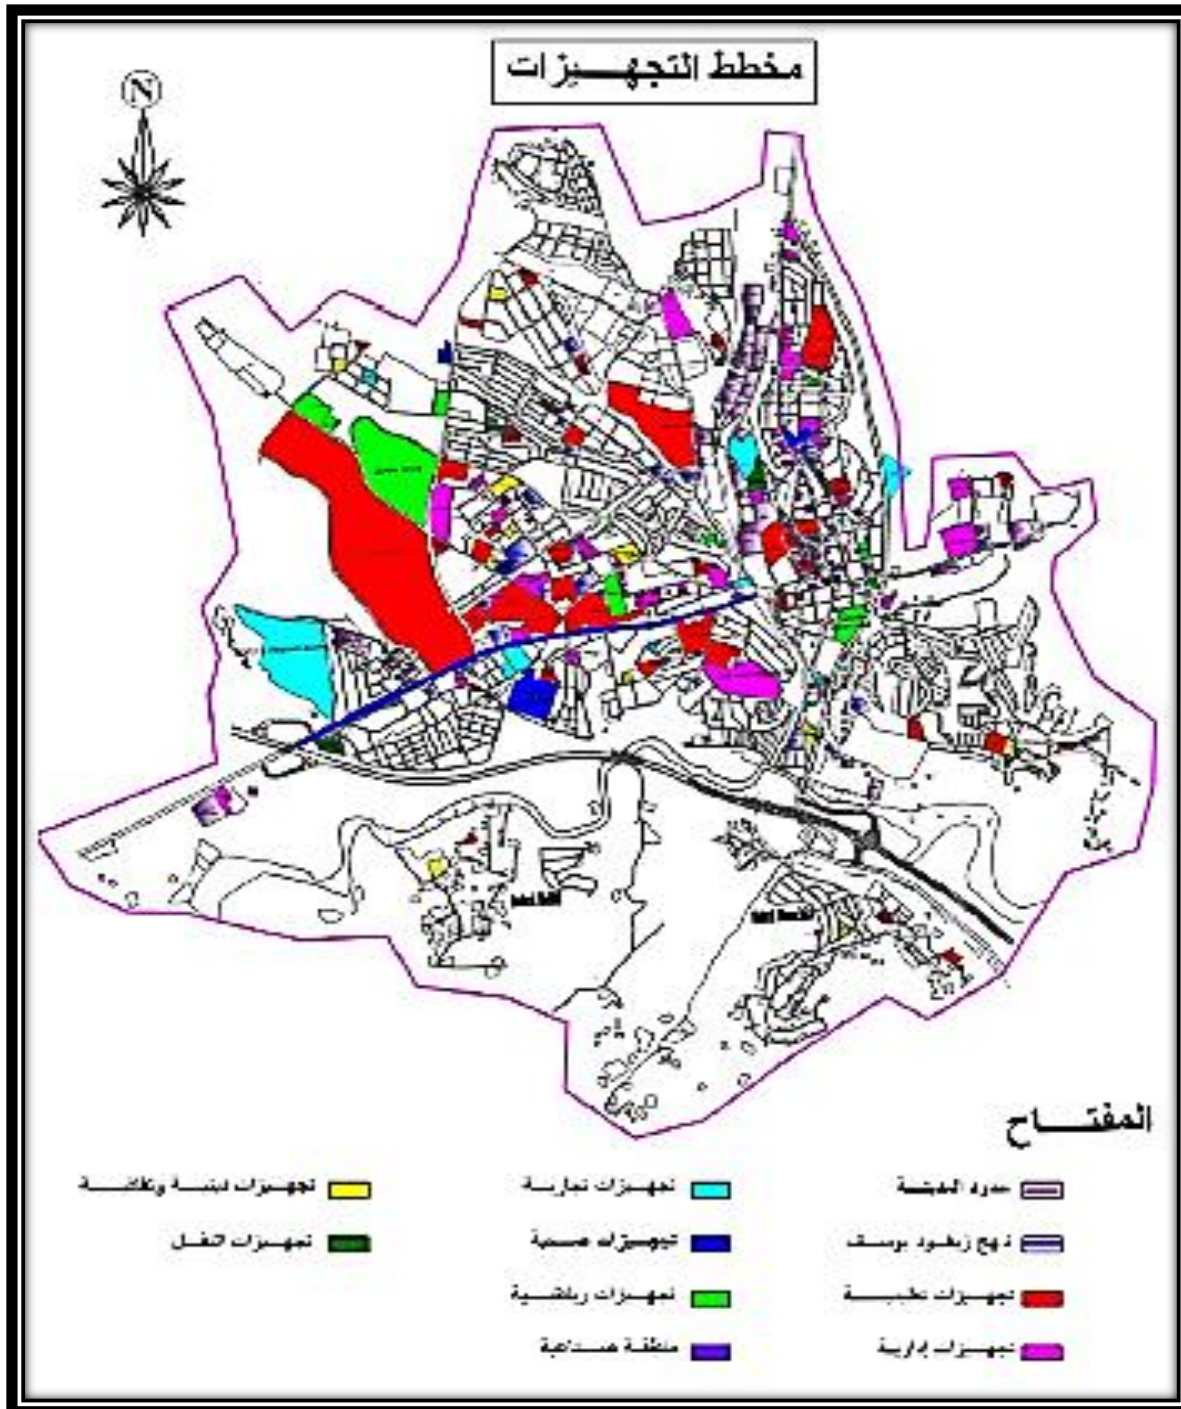 مخطط التجهيزات
N
المفتاح
حدود المدينة
نهج زيغود يوسف
تجهيزات تعليمية
تجهيزات إدارية
تجهيزات تجارية
تجهيزات صحية
تجهيزات رياضية
منطقة صناعية
تجهيزات دينية وثقافية
تجهيزات النقل